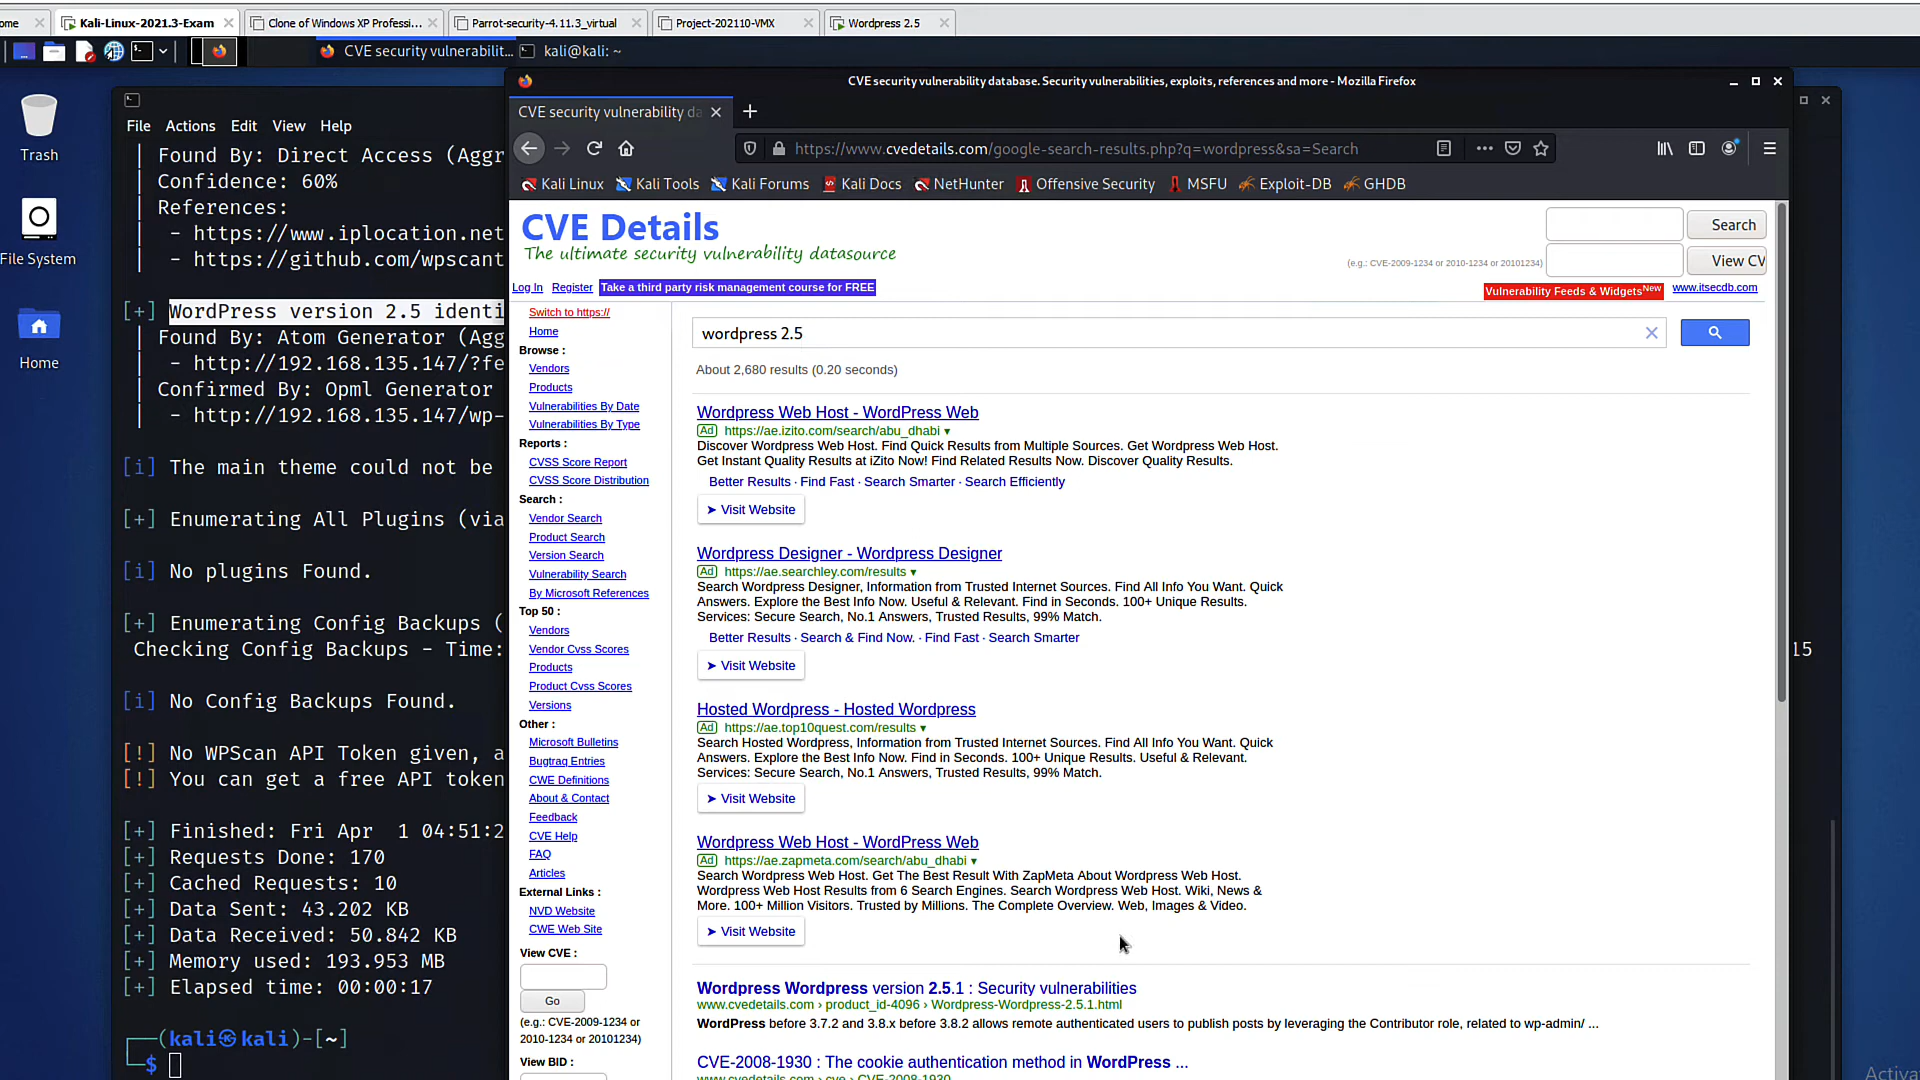 ome
Kali-Linux-2021.3-Exam
Clone of Windows XP Professi...
Parrot-security-4.11.3_virtual
Project-202110-VMX
Wordpress 2.5
CVE security vulnerabilit...
kali@kali: ~
Trash
File System
Home
File Actions Edit View Help
| Found By: Direct Access (Aggr
| Confidence: 60%
| References:
| - https://www.iplocation.net
| - https://github.com/wpscant
[+] WordPress version 2.5 identi
| Found By: Atom Generator (Agg
| - http://192.168.135.147/?fe
| Confirmed By: Opml Generator
| - http://192.168.135.147/wp-
[i] The main theme could not be
[+] Enumerating All Plugins (via
[i] No plugins Found.
[+] Enumerating Config Backups (
Checking Config Backups - Time:
15
[i] No Config Backups Found.
[!] No WPScan API Token given, a
[!] You can get a free API token
[+] Finished: Fri Apr  1 04:51:2
[+] Requests Done: 170
[+] Cached Requests: 10
[+] Data Sent: 43.202 KB
[+] Data Received: 50.842 KB
[+] Memory used: 193.953 MB
[+] Elapsed time: 00:00:17
(kali㉿kali)-[~]
$
CVE security vulnerability database. Security vulnerabilities, exploits, references and more - Mozilla Firefox
CVE security vulnerability da
https://www.cvedetails.com/google-search-results.php?q=wordpress&sa=Search
Kali Linux Kali Tools Kali Forums Kali Docs NetHunter Offensive Security MSFU Exploit-DB GHDB
CVE Details
The ultimate security vulnerability datasource
Search
(e.g.: CVE-2009-1234 or 2010-1234 or 20101234)
View CV
Log In Register Take a third party risk management course for FREE
Vulnerability Feeds & Widgets New www.itsecdb.com
Switch to https://
Home
Browse :
Vendors
Products
Vulnerabilities By Date
Vulnerabilities By Type
Reports :
CVSS Score Report
CVSS Score Distribution
Search :
Vendor Search
Product Search
Version Search
Vulnerability Search
By Microsoft References
Top 50 :
Vendors
Vendor Cvss Scores
Products
Product Cvss Scores
Versions
Other :
Microsoft Bulletins
Bugtraq Entries
CWE Definitions
About & Contact
Feedback
CVE Help
FAQ
Articles
External Links :
NVD Website
CWE Web Site
View CVE :
Go
(e.g.: CVE-2009-1234 or
2010-1234 or 20101234)
View BID :
wordpress 2.5
About 2,680 results (0.20 seconds)
Wordpress Web Host - WordPress Web
Ad https://ae.izito.com/search/abu_dhabi
Discover Wordpress Web Host. Find Quick Results from Multiple Sources. Get Wordpress Web Host.
Get Instant Quality Results at iZito Now! Find Related Results Now. Discover Quality Results.
Better Results · Find Fast · Search Smarter · Search Efficiently
Visit Website
Wordpress Designer - Wordpress Designer
Ad https://ae.searchley.com/results
Search Wordpress Designer, Information from Trusted Internet Sources. Find All Info You Want. Quick
Answers. Explore the Best Info Now. Useful & Relevant. Find in Seconds. 100+ Unique Results.
Services: Secure Search, No.1 Answers, Trusted Results, 99% Match.
Better Results · Search & Find Now. · Find Fast · Search Smarter
Visit Website
Hosted Wordpress - Hosted Wordpress
Ad https://ae.top10quest.com/results
Search Hosted Wordpress, Information from Trusted Internet Sources. Find All Info You Want. Quick
Answers. Explore the Best Info Now. Find in Seconds. 100+ Unique Results. Useful & Relevant.
Services: Secure Search, No.1 Answers, Trusted Results, 99% Match.
Visit Website
Wordpress Web Host - WordPress Web
Ad https://ae.zapmeta.com/search/abu_dhabi
Search Wordpress Web Host. Get The Best Result With ZapMeta About Wordpress Web Host.
Wordpress Web Host Results from 6 Search Engines. Search Wordpress Web Host. Wiki, News &
More. 100+ Million Visitors. Trusted by Millions. The Complete Overview. Web, Images & Video.
Visit Website
Wordpress Wordpress version 2.5.1 : Security vulnerabilities
www.cvedetails.com › product_id-4096 › Wordpress-Wordpress-2.5.1.html
WordPress before 3.7.2 and 3.8.x before 3.8.2 allows remote authenticated users to publish posts by leveraging the Contributor role, related to wp-admin/ ...
CVE-2008-1930 : The cookie authentication method in WordPress ...
www.cvedetails.com › cve › CVE-2008-1930
Activa